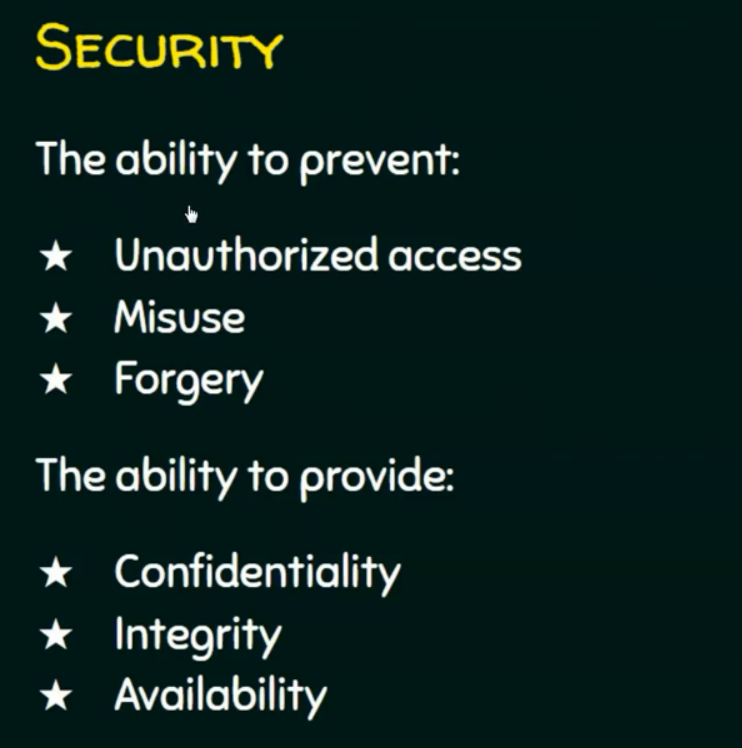 Security
The ability to prevent:
★ Unauthorized access
★ Misuse
★ Forgery
The ability to provide:
★ Confidentiality
★ Integrity
★ Availability